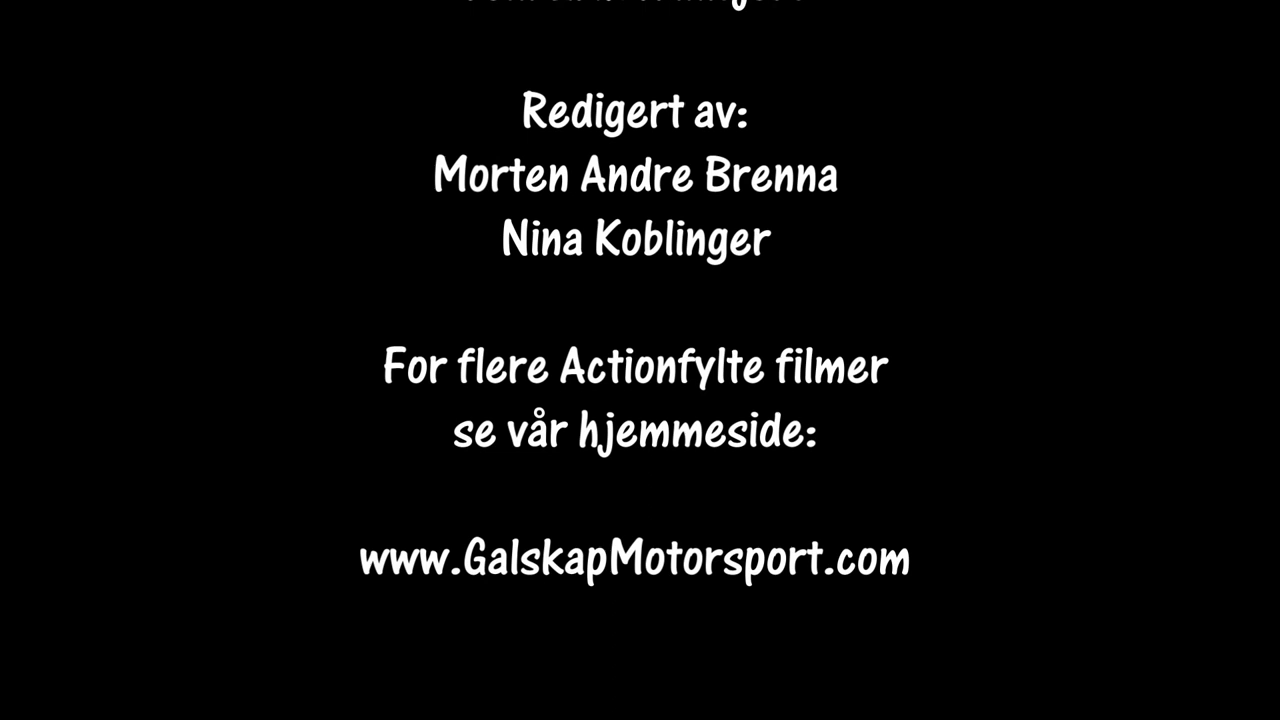 Redigert av:
Morten Andre Brenna
Nina Koblinger
For flere Actionfylte filmer
se vår hjemmeside:
www.GalskapMotorsport.com